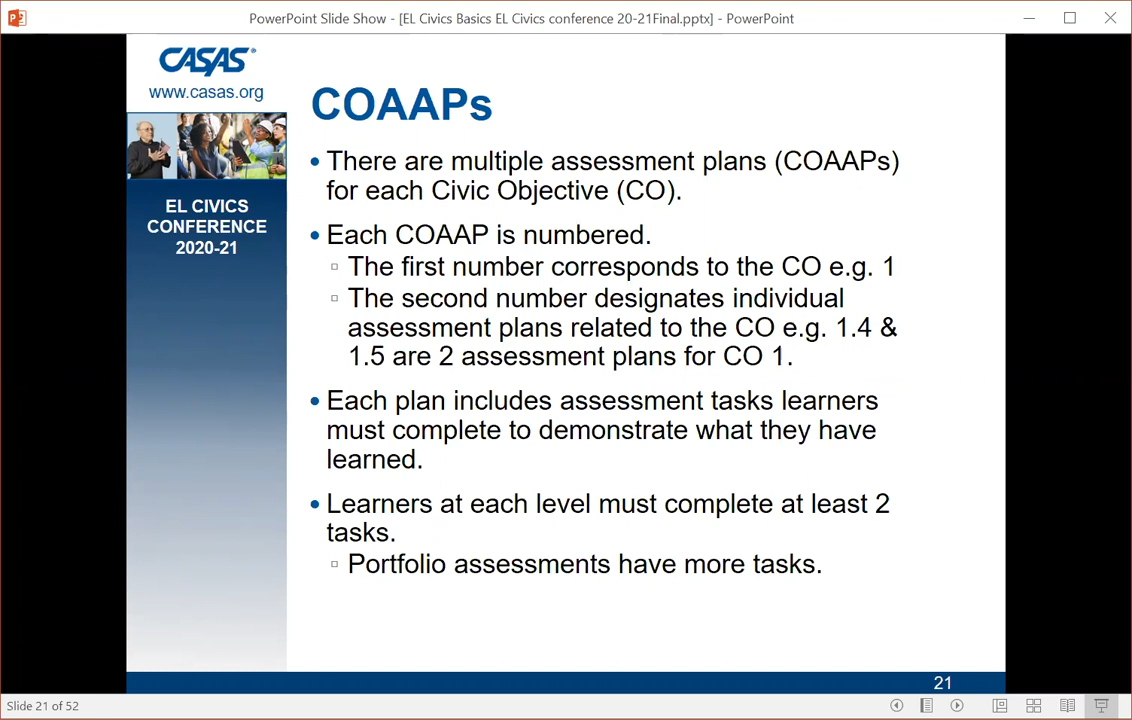 PowerPoint Slide Show - [EL Civics Basics EL Civics conference 20-21Final.pptx] - PowerPoint
CASAS®
www.casas.org
EL CIVICS
CONFERENCE
2020-21
COAAPs
• There are multiple assessment plans (COAAPs)
for each Civic Objective (CO).
• Each COAAP is numbered.
▫ The first number corresponds to the CO e.g. 1
▫ The second number designates individual
assessment plans related to the CO e.g. 1.4 &
1.5 are 2 assessment plans for CO 1.
• Each plan includes assessment tasks learners
must complete to demonstrate what they have
learned.
• Learners at each level must complete at least 2
tasks.
▫ Portfolio assessments have more tasks.
21
Slide 21 of 52